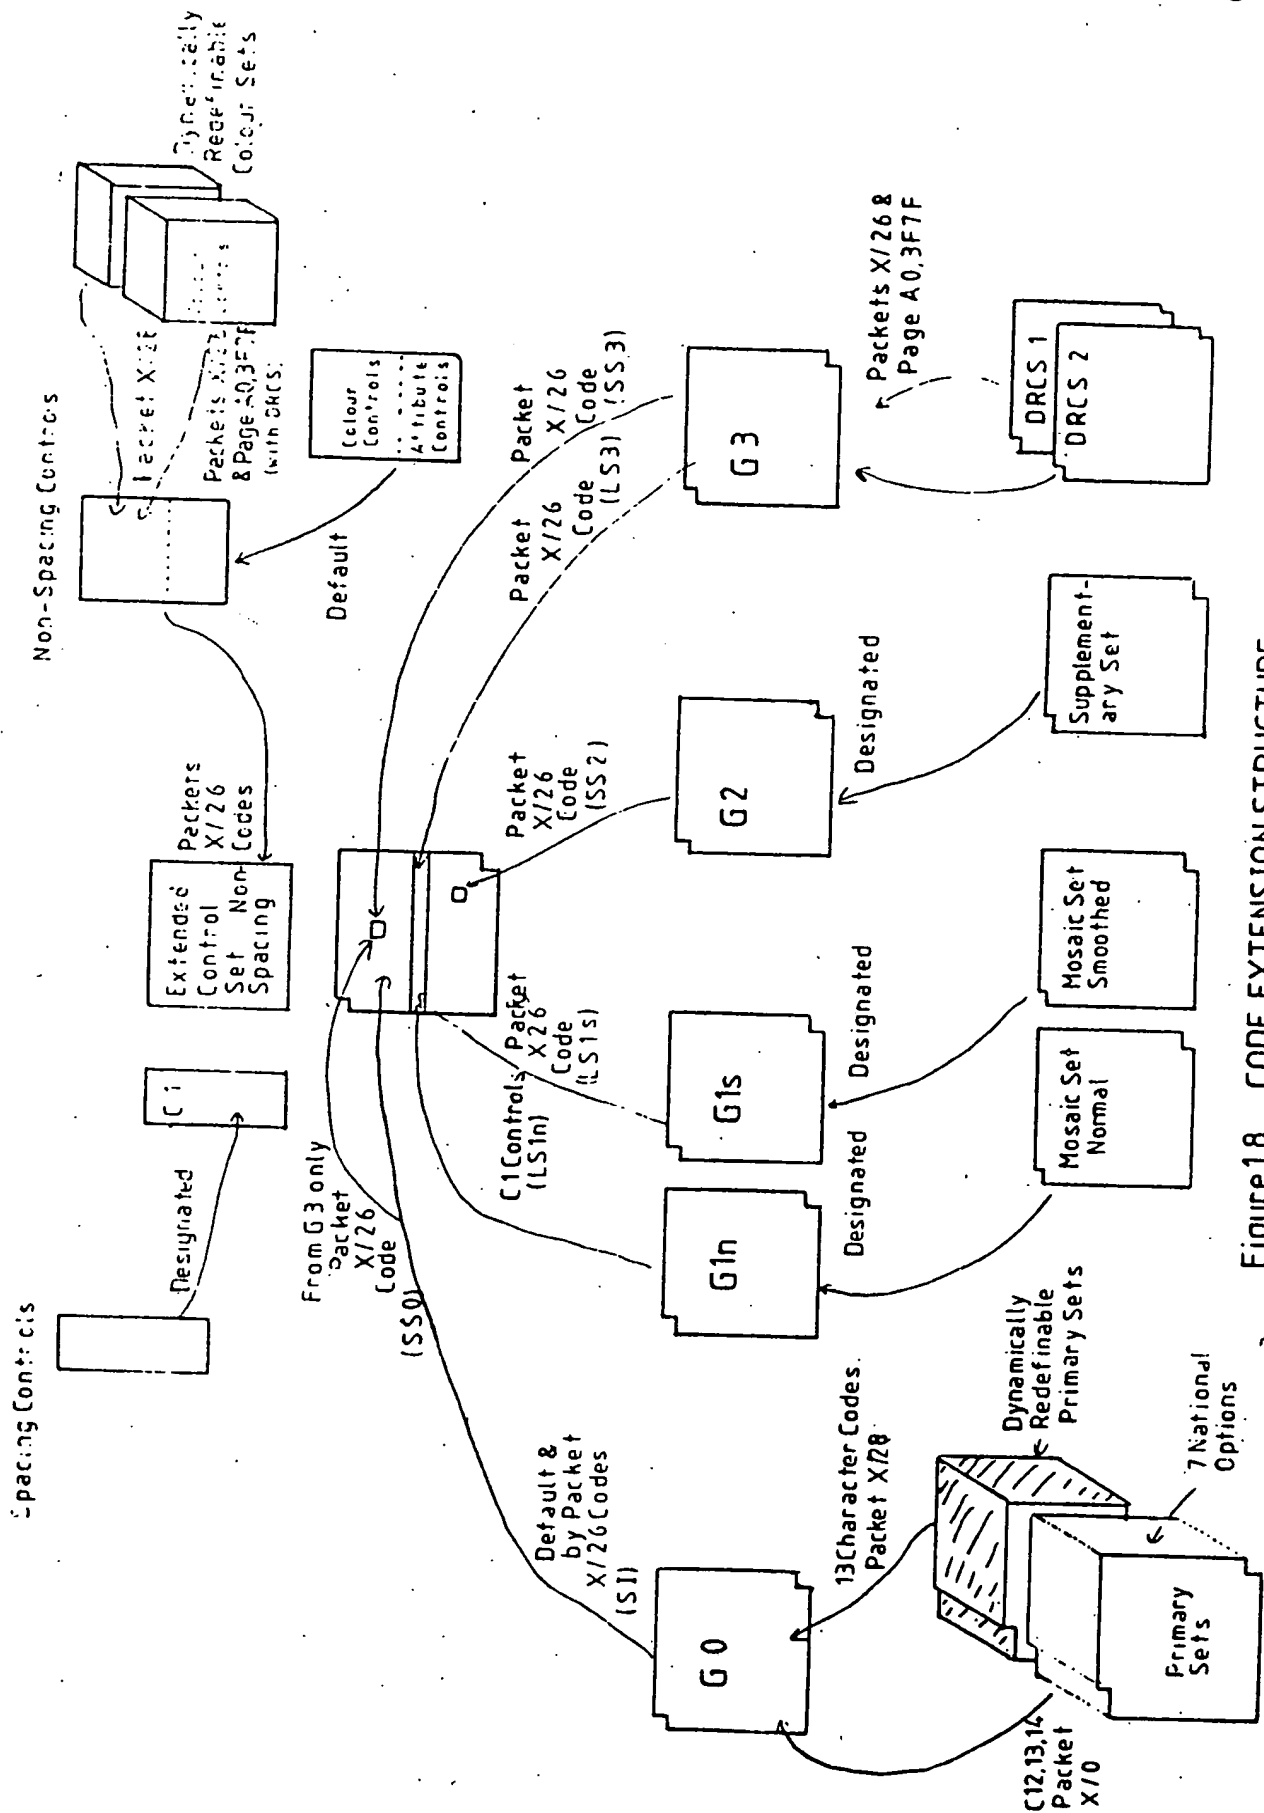 Spacing Controls
Designated
C1
Non-Spacing Controls
Extended
Control
Set Non-
Spacing
Packets
X/26
Codes
Packet X/26
Packets
& Page A0,3F7F
(with DRCS)
Redefinable
Colour Sets
Default
Colour
Controls
Attribute
Controls
From G3 only
Packet
X/26
Code
(SS0)
Default &
by Packet
X/26 Codes
(SI)
C1 Controls
(LS1n)
Packet
X26
Code
(LS1s)
Packet
X/26
Code
(SS2)
Packet
X/26
Code
(LS3)
Packet
X/26
Code
(SS3)
G0
G1n
G1s
G2
G3
13 Character Codes.
Packet X/28
Designated
Designated
Designated
Packets X/26 &
Page A0,3F7F
C12,13,14
Packet
X/0
Primary
Sets
Dynamically
Redefinable
Primary Sets
7 National
Options
Mosaic Set
Normal
Mosaic Set
Smoothed
Supplement-
ary Set
DRCS 1
DRCS 2
Figure 18 CODE EXTENSION STRUCTURE